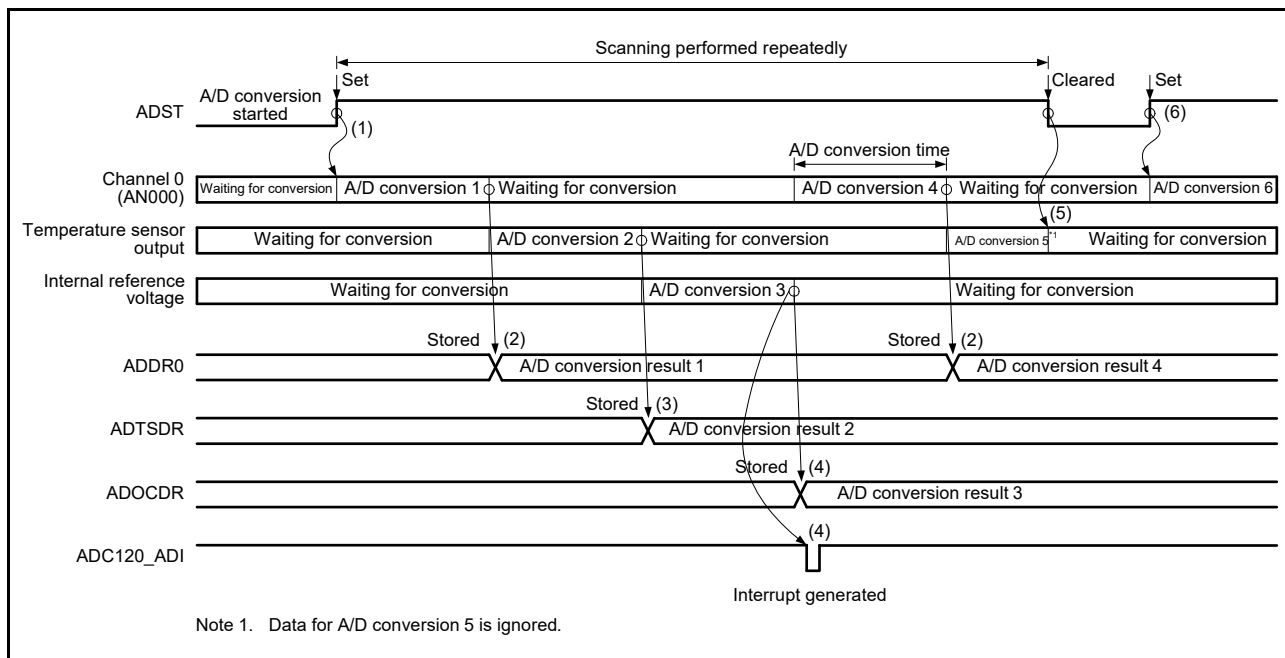 Scanning performed repeatedly
Set
Cleared
Set
A/D conversion
started
ADST
(1)
(6)
A/D conversion time
Channel 0
(AN000)
Waiting for conversion
A/D conversion 1
Waiting for conversion
A/D conversion 4
Waiting for conversion
A/D conversion 6
(5)
Temperature sensor
output
Waiting for conversion
A/D conversion 2
Waiting for conversion
A/D conversion 5*1
Waiting for conversion
Internal reference
voltage
Waiting for conversion
A/D conversion 3
Waiting for conversion
Stored (2)
Stored (2)
ADDR0
A/D conversion result 1
A/D conversion result 4
Stored (3)
ADTSDR
A/D conversion result 2
Stored (4)
ADOCDR
A/D conversion result 3
(4)
ADC120_ADI
Interrupt generated
Note 1. Data for A/D conversion 5 is ignored.